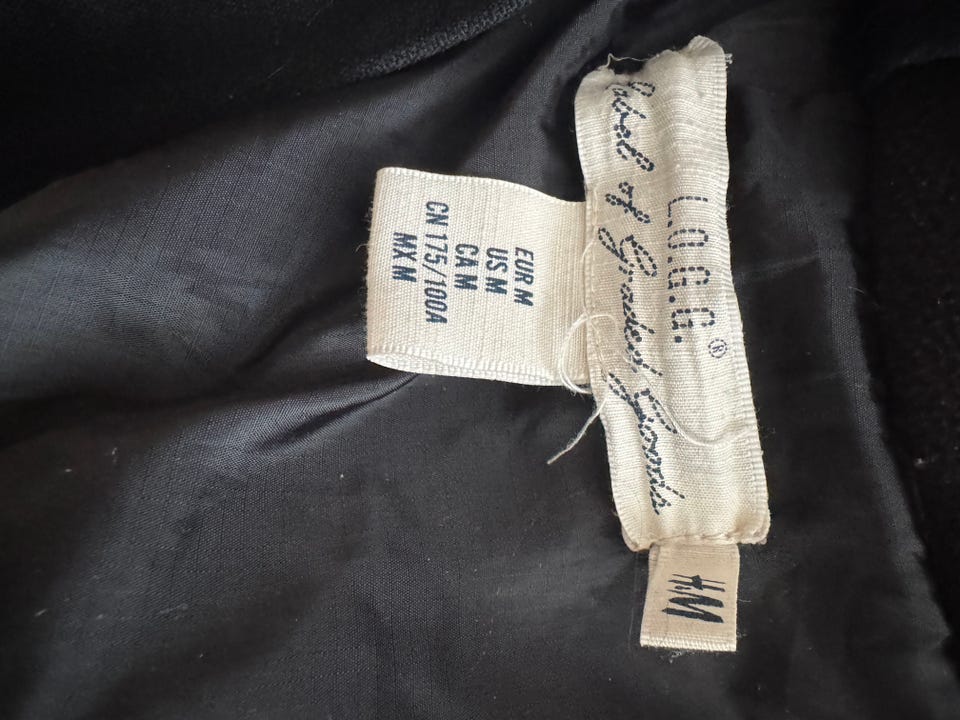 L.O.G.G.®
Label of Graded Goods
H&M
EUR M
US M
CA M
CN 175/100A
MX M